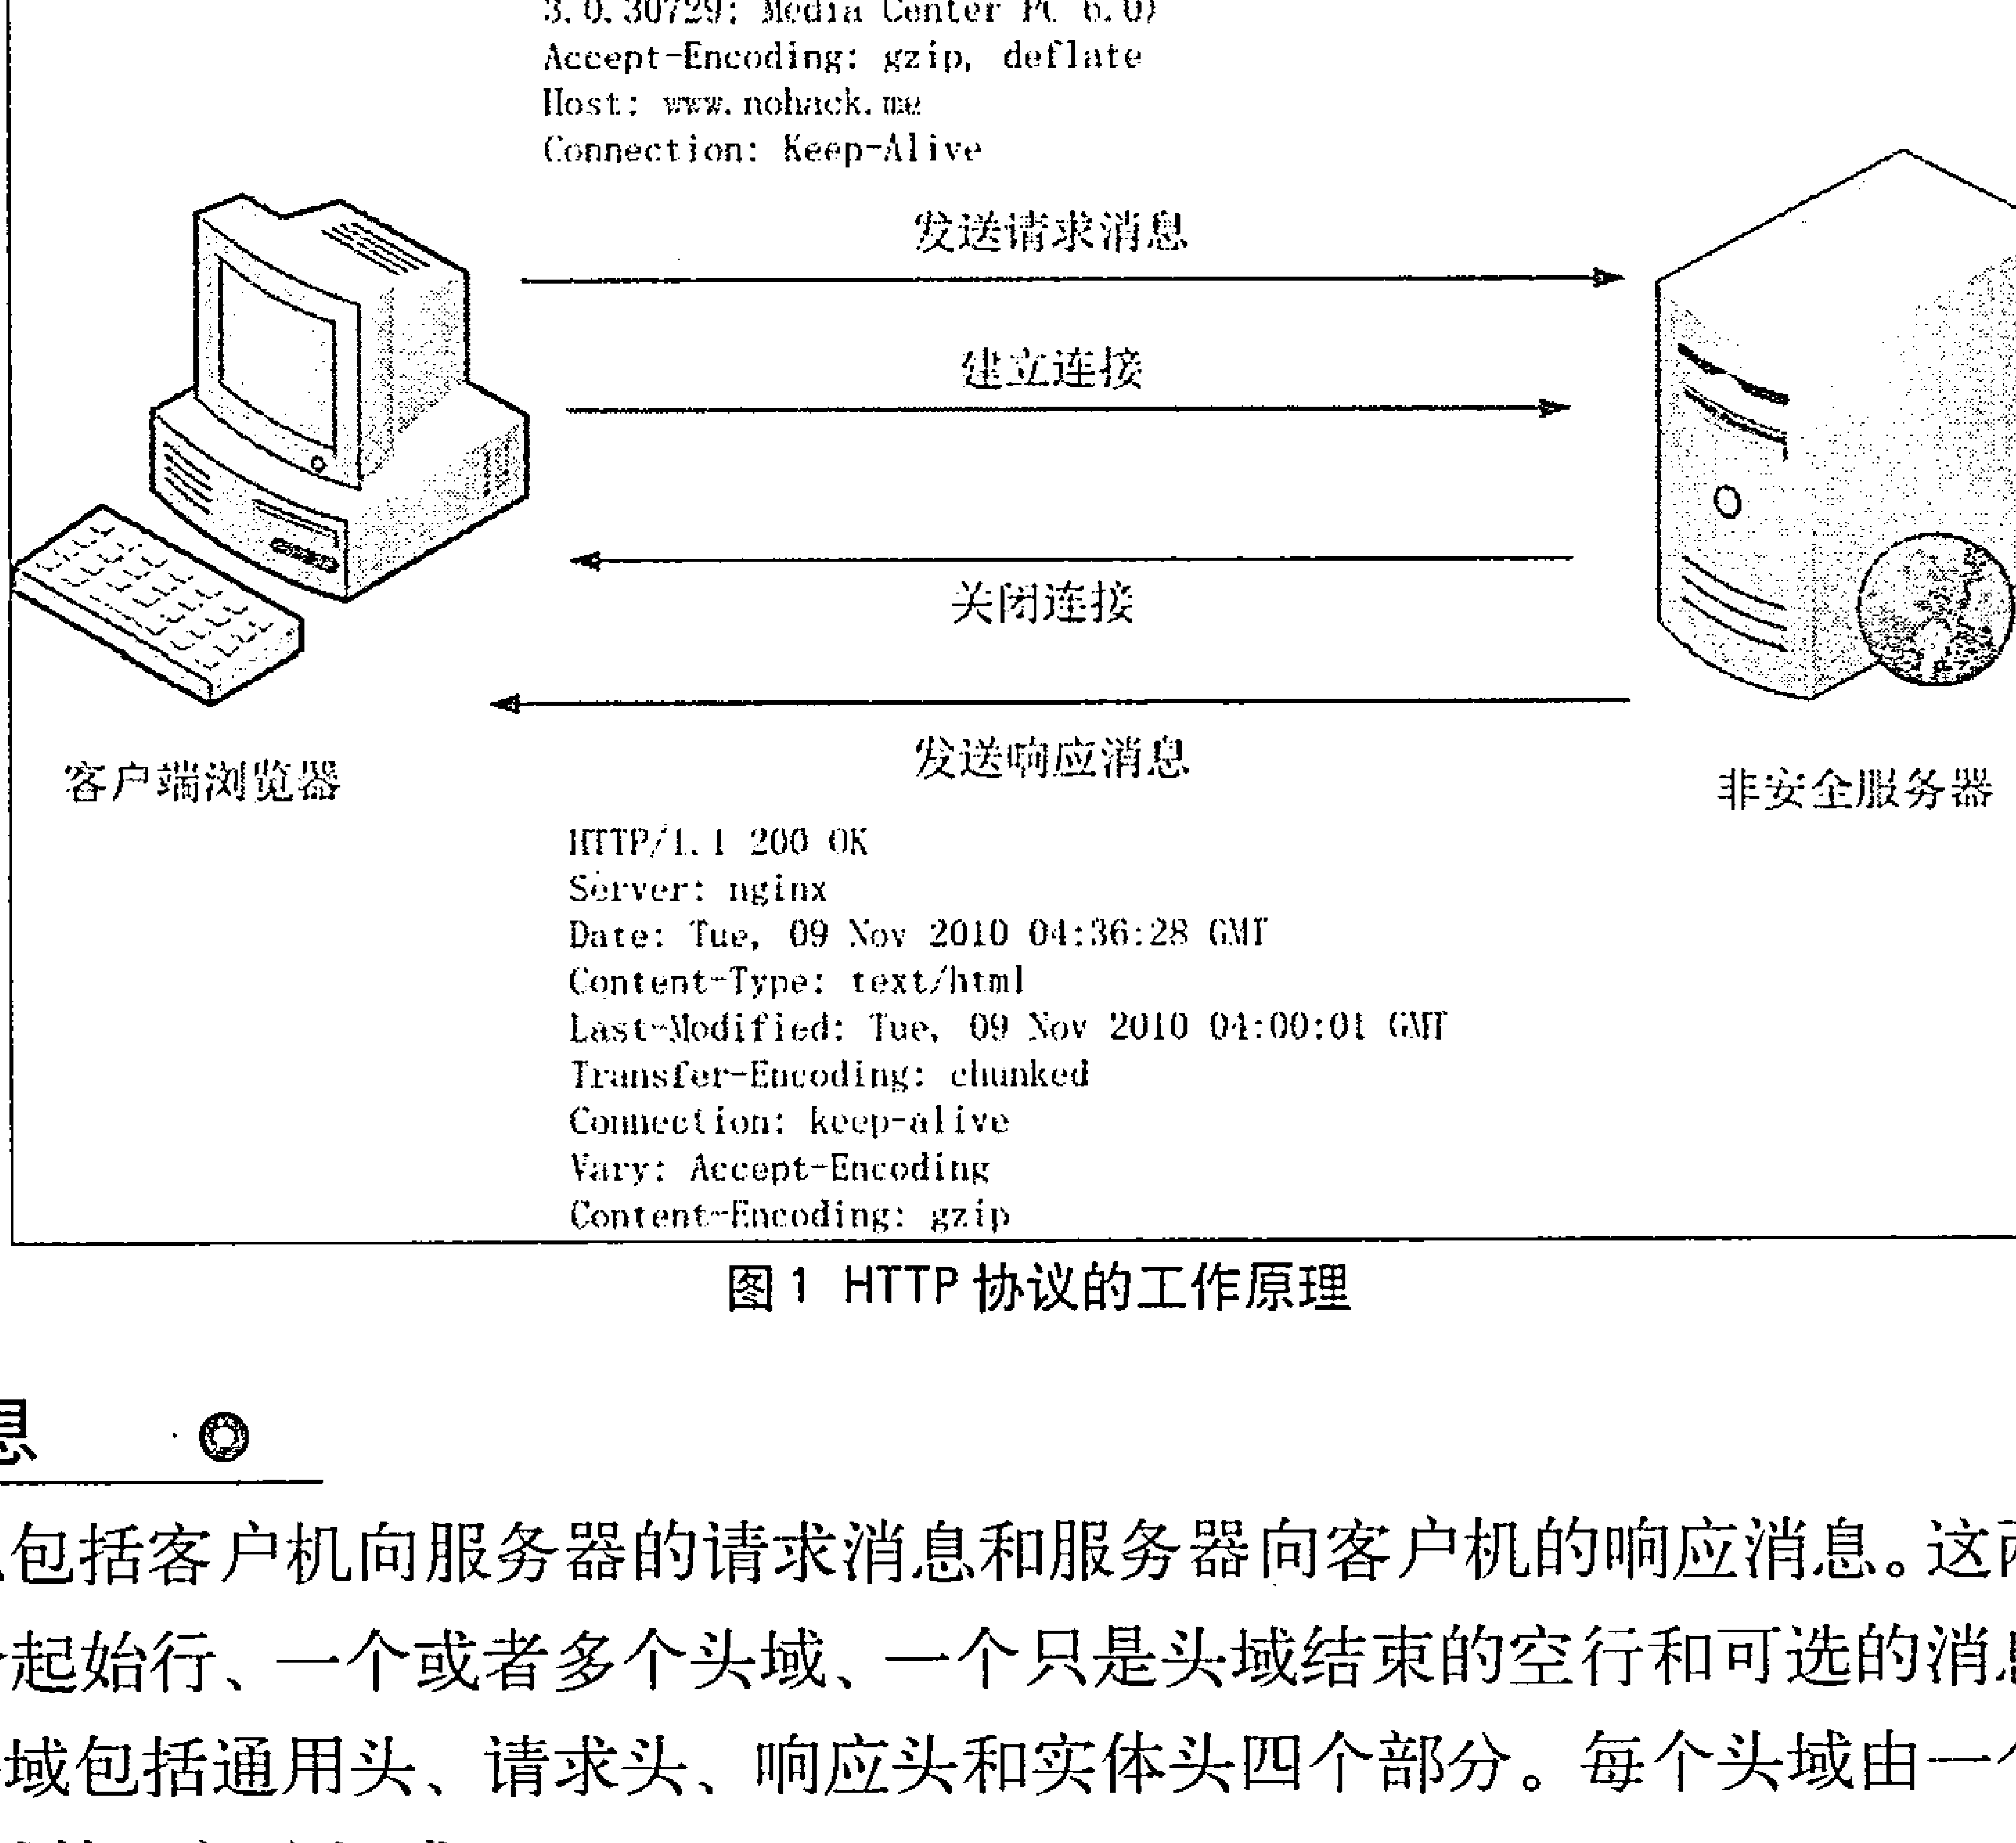 3.0.30729; Media Center PC 6.0)
Accept-Encoding: gzip, deflate
Host: www.nohack.me
Connection: Keep-Alive
发送请求消息
建立连接
关闭连接
发送响应消息
客户端浏览器
非安全服务器
HTTP/1.1 200 OK
Server: nginx
Date: Tue, 09 Nov 2010 04:36:28 GMT
Content-Type: text/html
Last-Modified: Tue, 09 Nov 2010 04:00:01 GMT
Transfer-Encoding: chunked
Connection: keep-alive
Vary: Accept-Encoding
Content-Encoding: gzip
图1 HTTP协议的工作原理
息
包括客户机向服务器的请求消息和服务器向客户机的响应消息。这两
起始行、一个或者多个头域、一个只是头域结束的空行和可选的消息
域包括通用头、请求头、响应头和实体头四个部分。每个头域由一个